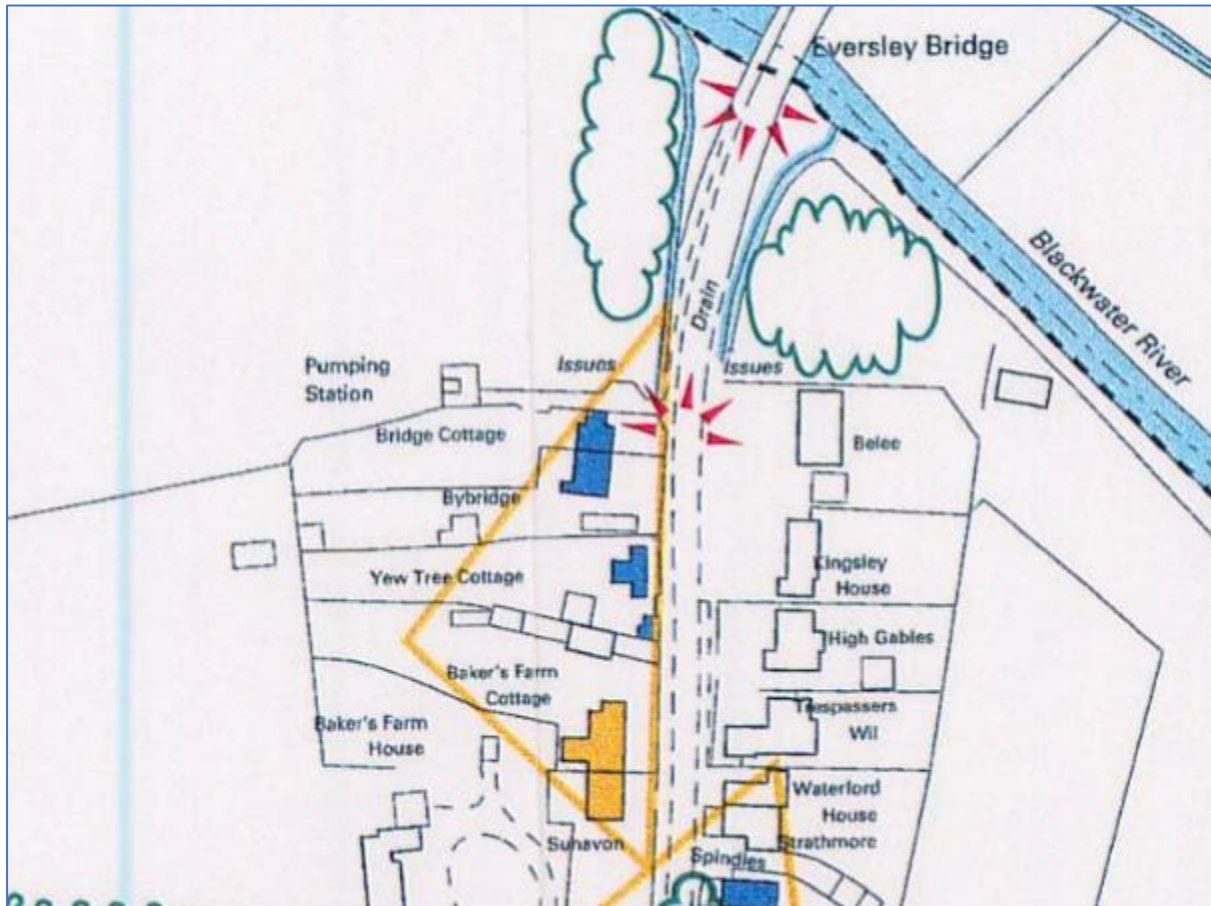 Eversley Bridge
Blackwater River
Drain
Pumping
Station
Issues
Issues
Bridge Cottage
Belee
Bybridge
Yew Tree Cottage
Kingsley
House
High Gables
Baker's Farm
Cottage
Baker's Farm
House
Trespassers
Wil
Waterford
House
Sunavon
Strathmore
Spindles